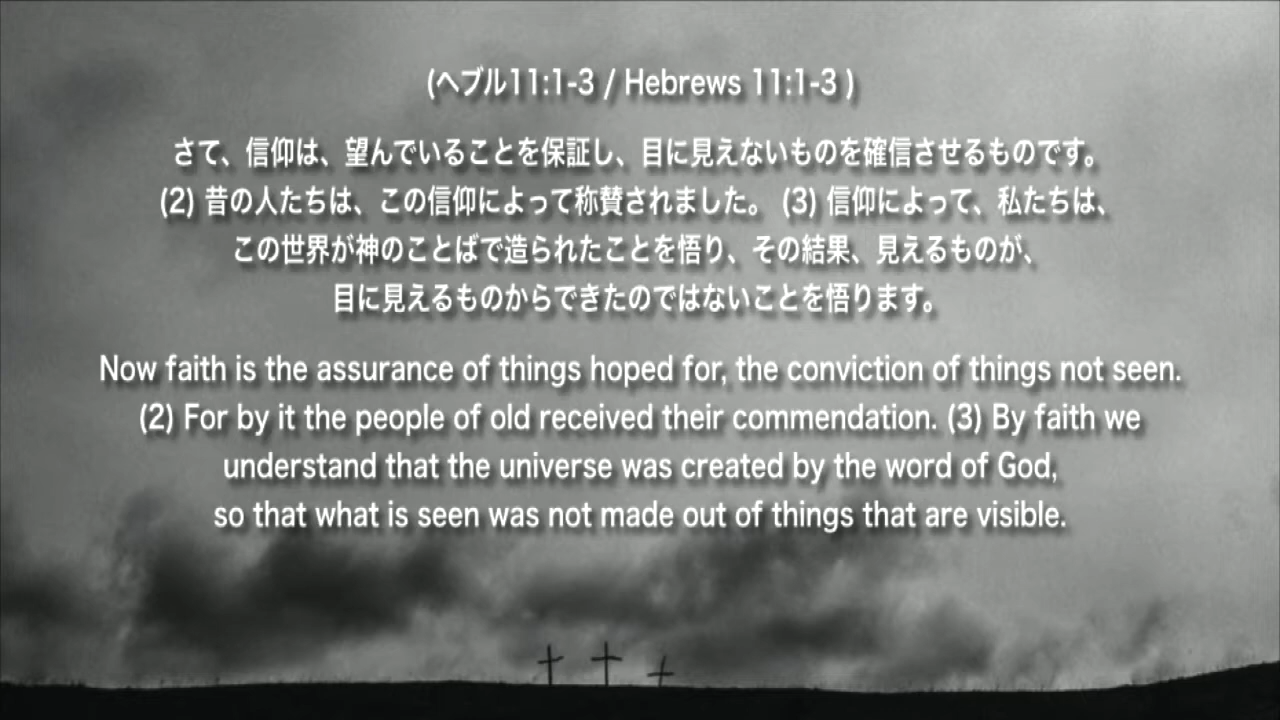 (ヘブル11:1-3 / Hebrews 11:1-3 )
さて、信仰は、望んでいることを保証し、目に見えないものを確信させるものです。
(2) 昔の人たちは、この信仰によって称賛されました。 (3) 信仰によって、私たちは、
この世界が神のことばで造られたことを悟り、その結果、見えるものが、
目に見えるものからできたのではないことを悟ります。
Now faith is the assurance of things hoped for, the conviction of things not seen.
(2) For by it the people of old received their commendation. (3) By faith we
understand that the universe was created by the word of God,
so that what is seen was not made out of things that are visible.